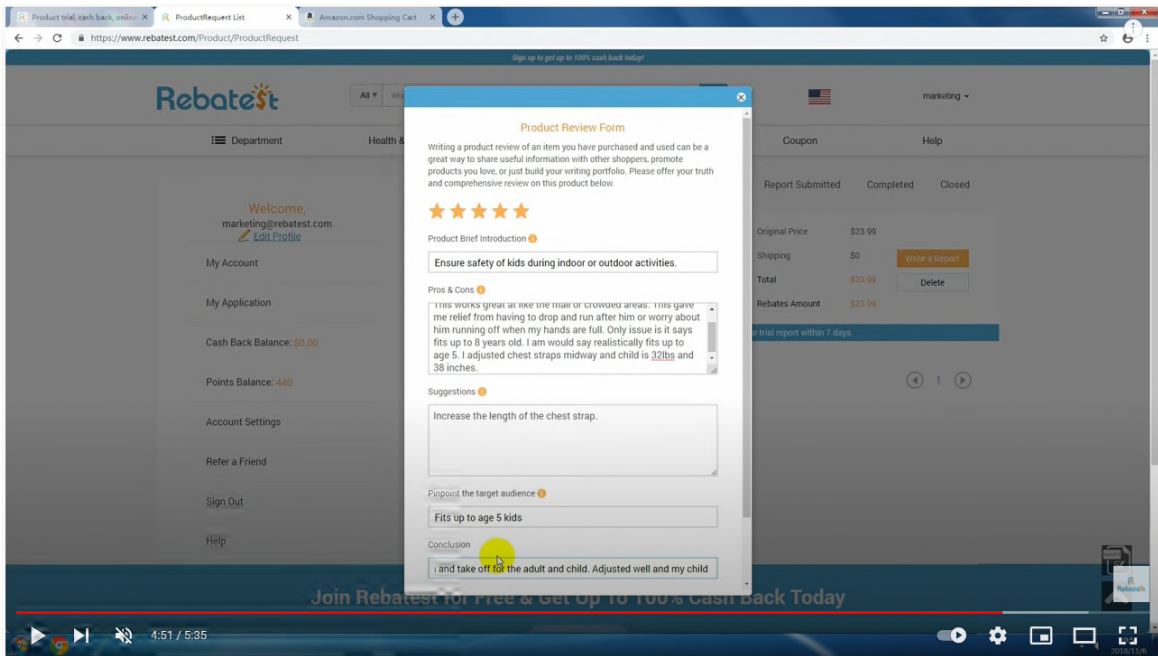 Product trial, cash back, online
ProductRequest List
Amazon.com Shopping Cart
https://www.rebatest.com/Product/ProductRequest
Sign up to get up to 100% cash back today!
Rebatest
All
marketing
Department
Health &
Coupon
Help
Product Review Form
Writing a product review of an item you have purchased and used can be a
great way to share useful information with other shoppers, promote
products you love, or just build your writing portfolio. Please offer your truth
and comprehensive review on this product below.
Product Brief Introduction
Ensure safety of kids during indoor or outdoor activities.
Pros & Cons
This works great at like the mall or crowded areas. This gave
me relief from having to drop and run after him or worry about
him running off when my hands are full. Only issue is it says
fits up to 8 years old. I am would say realistically fits up to
age 5. I adjusted chest straps midway and child is 32lbs and
38 inches.
Suggestions
Increase the length of the chest strap.
Pinpoint the target audience
Fits up to age 5 kids
Conclusion
and take off for the adult and child. Adjusted well and my child
Welcome,
marketing@rebatest.com
Edit Profile
My Account
My Application
Cash Back Balance: $0.00
Points Balance: 440
Account Settings
Refer a Friend
Sign Out
Help
Report Submitted
Completed
Closed
Original Price $23.99
Shipping $0
Total $23.99
Rebates Amount $23.99
Write a Report
Delete
r trial report within 7 days.
1
Join Rebatest for Free & Get Up To 100% Cash Back Today
Rebatest
4:51 / 5:35
2018/11/6